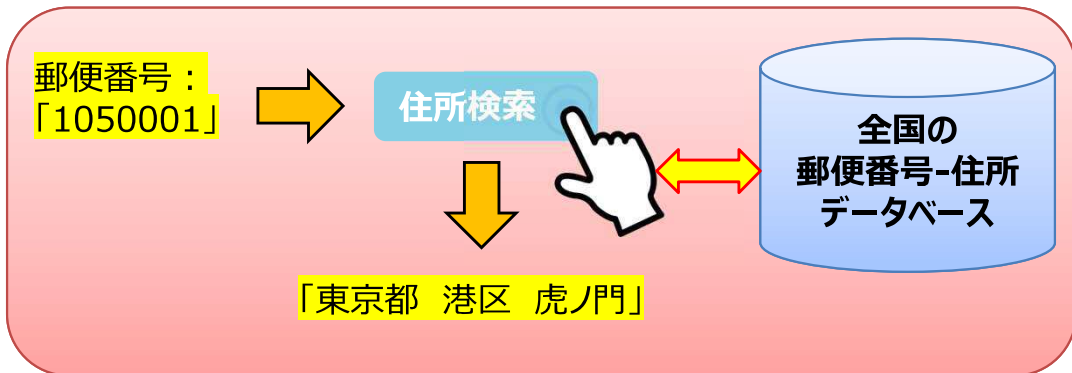 郵便番号：
「1050001」
住所検索
全国の
郵便番号-住所
データベース
「東京都　港区　虎ノ門」